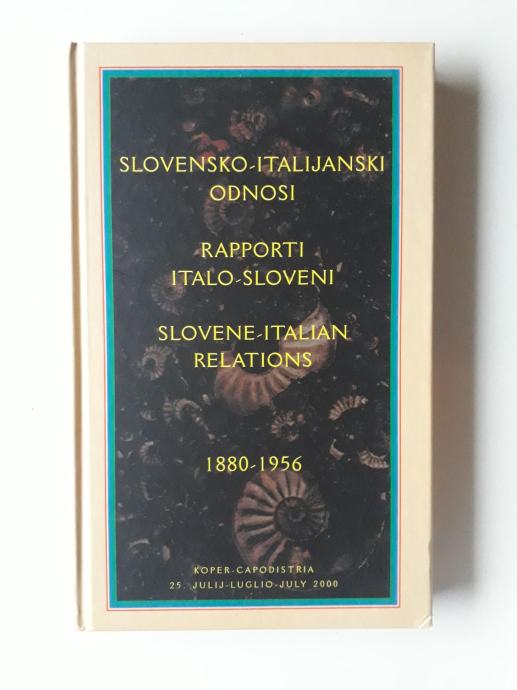 SLOVENSKO-ITALIJANSKI
ODNOSI
RAPPORTI
ITALO-SLOVENI
SLOVENE-ITALIAN
RELATIONS
1880-1956
KOPER-CAPODISTRIA
25. JULIJ-LUGLIO-JULY 2000